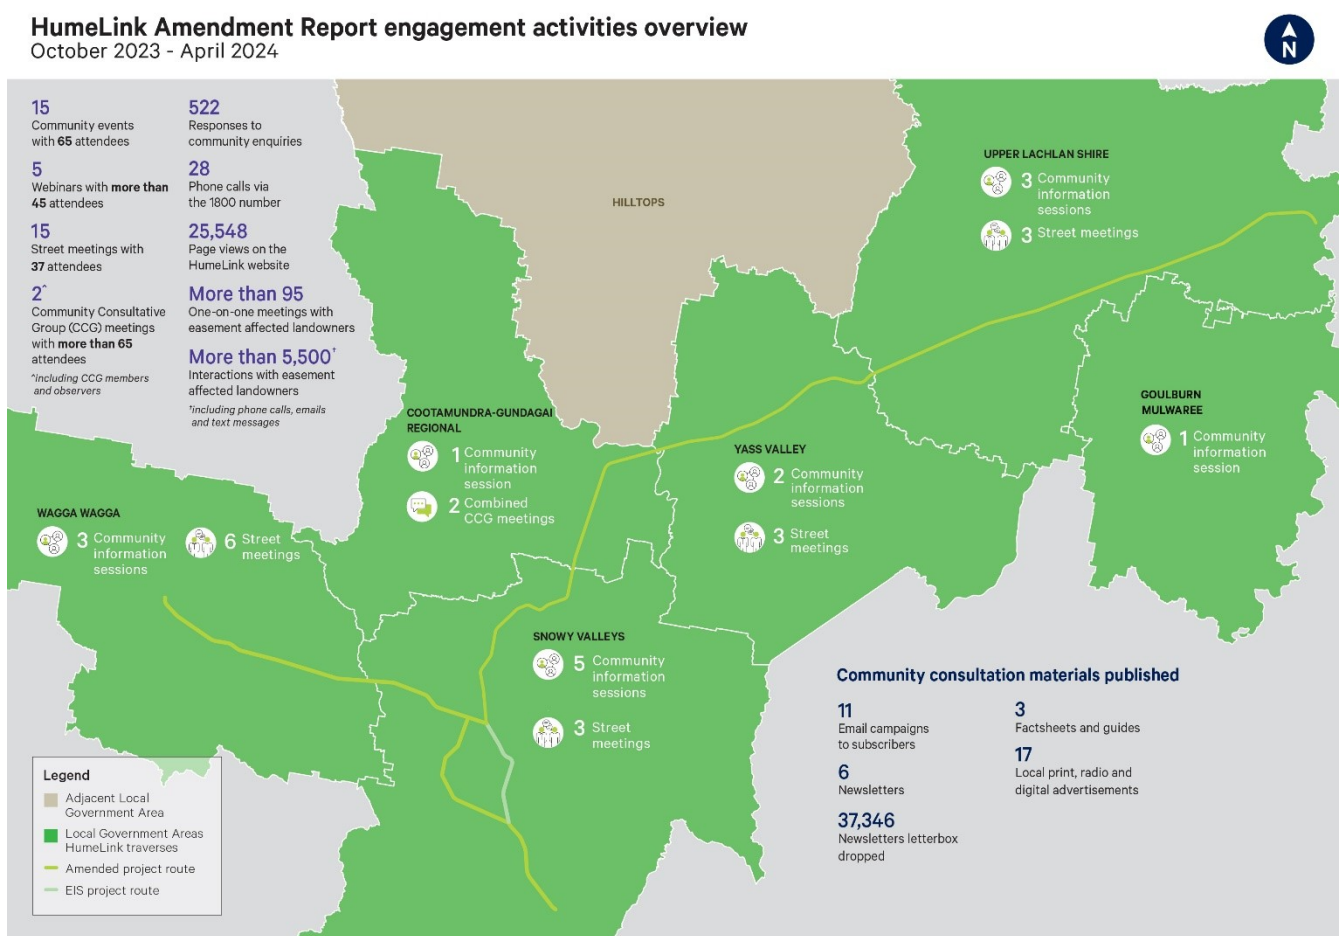 HumeLink Amendment Report engagement activities overview
October 2023 - April 2024
N
15
Community events
with 65 attendees
5
Webinars with more than
45 attendees
15
Street meetings with
37 attendees
2^
Community Consultative
Group (CCG) meetings
with more than 65
attendees
^including CCG members
and observers
522
Responses to
community enquiries
28
Phone calls via
the 1800 number
25,548
Page views on the
HumeLink website
More than 95
One-on-one meetings with
easement affected landowners
More than 5,500†
Interactions with easement
affected landowners
†including phone calls, emails
and text messages
HILLTOPS
UPPER LACHLAN SHIRE
3 Community
information
sessions
3 Street meetings
GOULBURN
MULWAREE
1 Community
information
session
COOTAMUNDRA-GUNDAGAI
REGIONAL
1 Community
information
session
2 Combined
CCG meetings
YASS VALLEY
2 Community
information
sessions
3 Street
meetings
WAGGA WAGGA
3 Community
information
sessions
6 Street
meetings
SNOWY VALLEYS
5 Community
information
sessions
3 Street
meetings
Community consultation materials published
11
Email campaigns
to subscribers
6
Newsletters
37,346
Newsletters letterbox
dropped
3
Factsheets and guides
17
Local print, radio and
digital advertisements
Legend
Adjacent Local
Government Area
Local Government Areas
HumeLink traverses
Amended project route
EIS project route